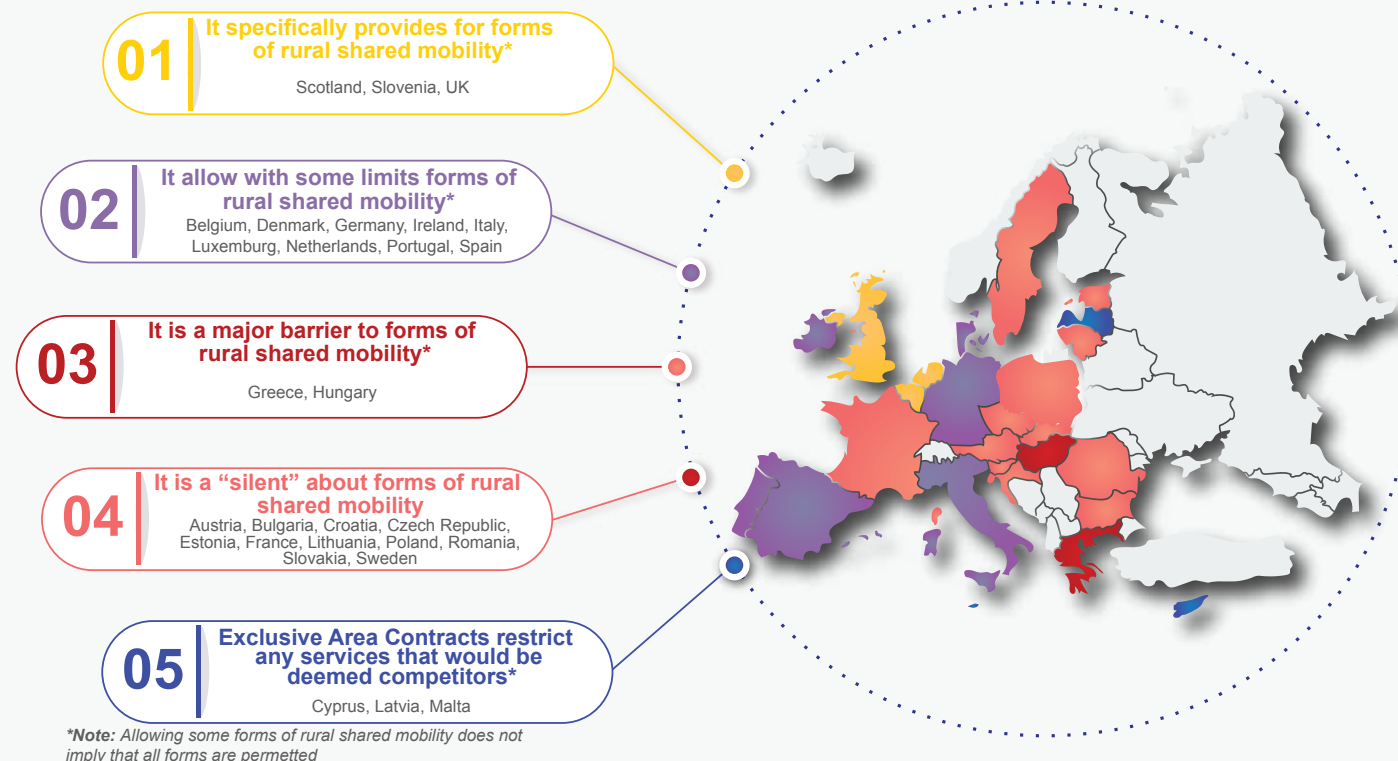 01
It specifically provides for forms
of rural shared mobility*
Scotland, Slovenia, UK
02
It allow with some limits forms of
rural shared mobility*
Belgium, Denmark, Germany, Ireland, Italy,
Luxemburg, Netherlands, Portugal, Spain
03
It is a major barrier to forms of
rural shared mobility*
Greece, Hungary
04
It is a “silent” about forms of rural
shared mobility
Austria, Bulgaria, Croatia, Czech Republic,
Estonia, France, Lithuania, Poland, Romania,
Slovakia, Sweden
05
Exclusive Area Contracts restrict
any services that would be
deemed competitors*
Cyprus, Latvia, Malta
*Note: Allowing some forms of rural shared mobility does not
imply that all forms are permetted